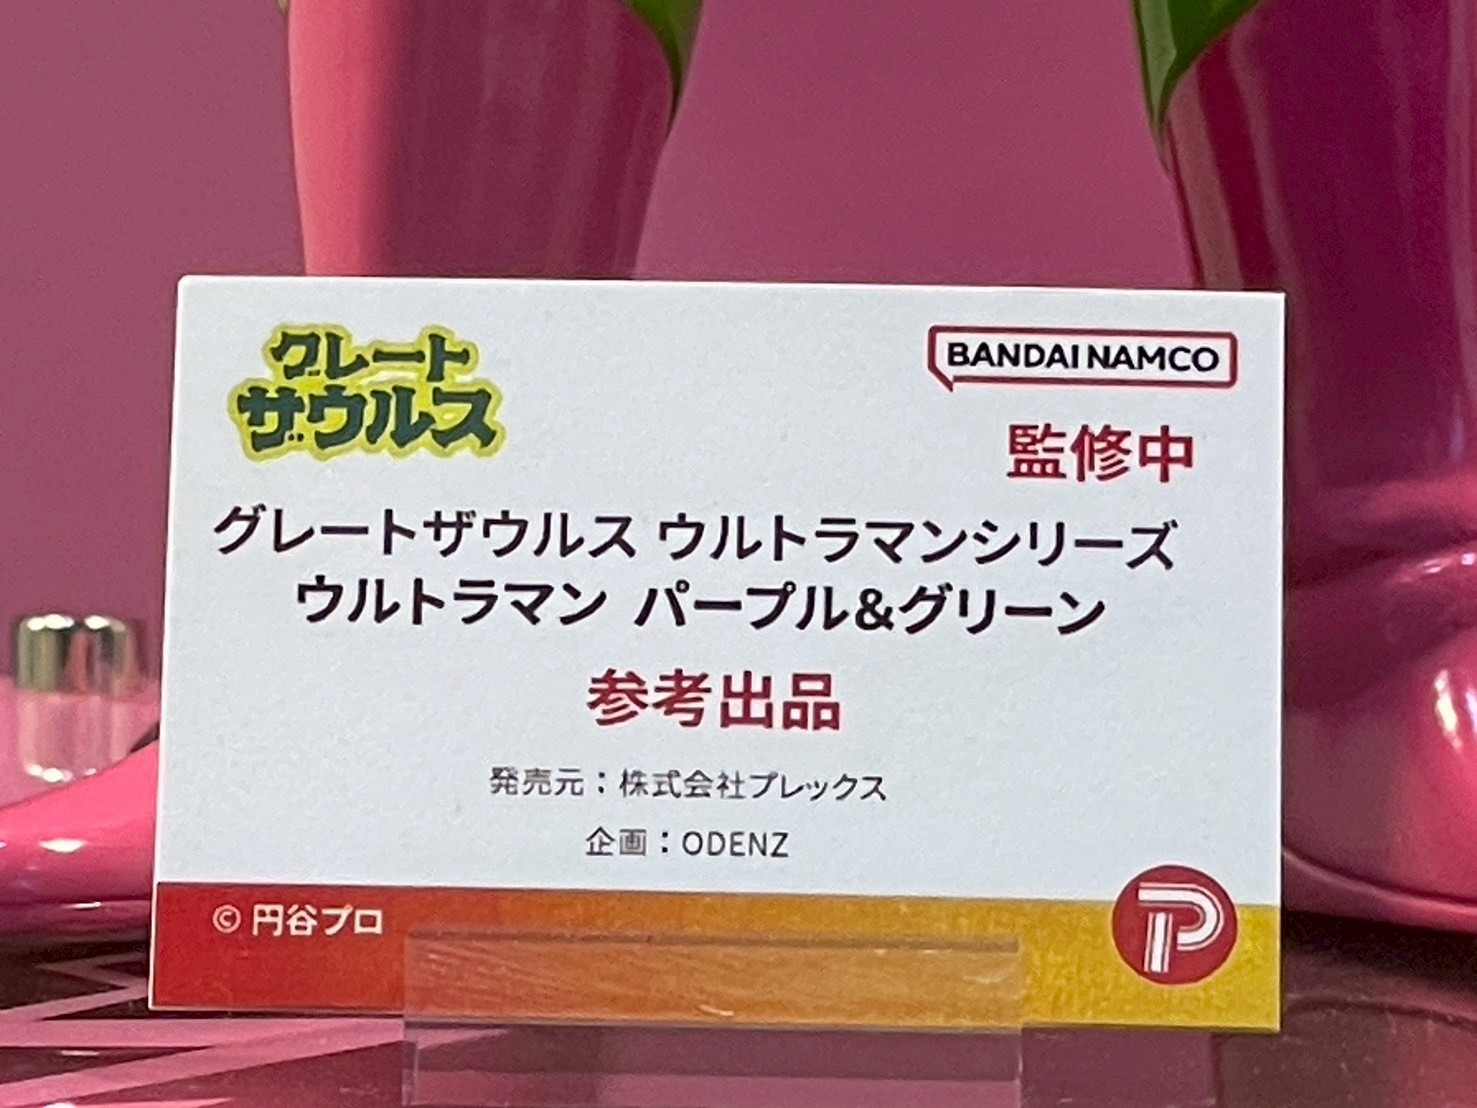 グレート
ザウルス
BANDAI NAMCO
監修中
グレートザウルス ウルトラマンシリーズ
ウルトラマン パープル&グリーン
参考出品
発売元：株式会社プレックス
企画：ODENZ
© 円谷プロ
P